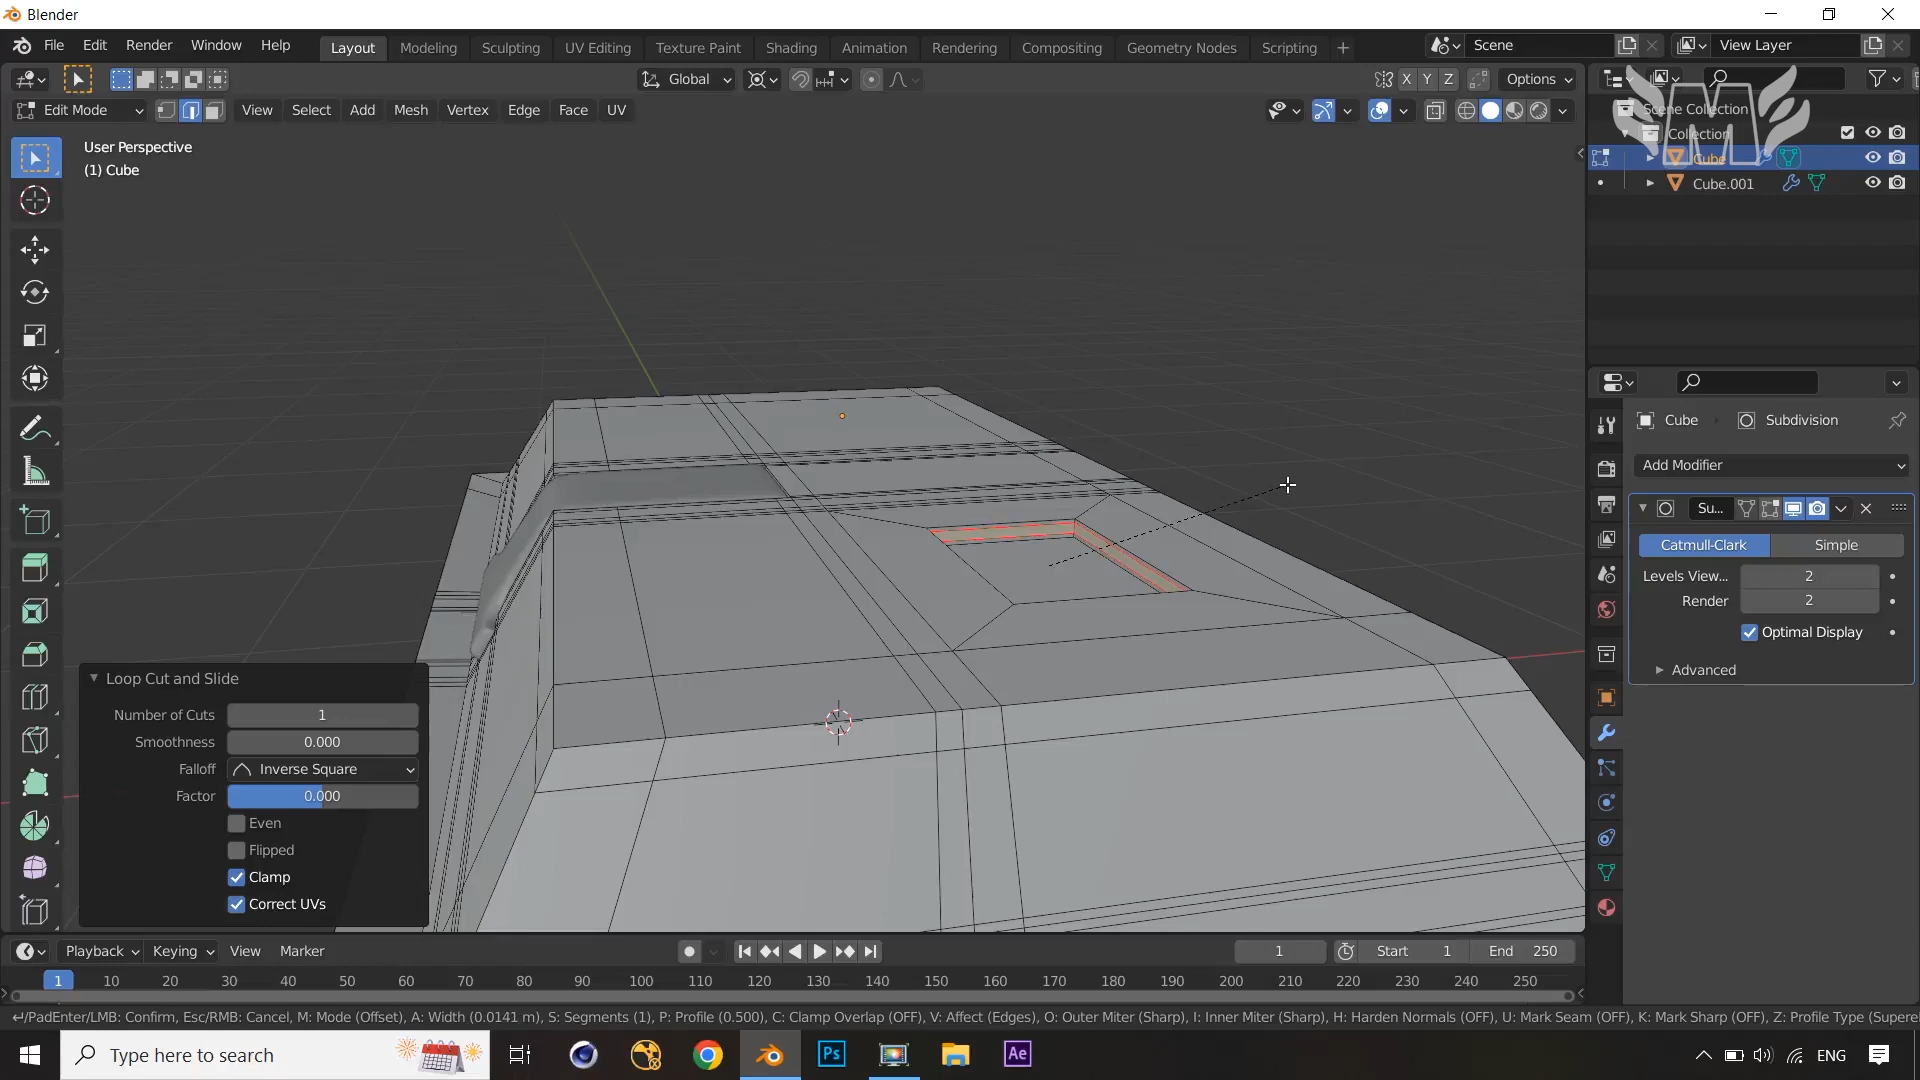 Blender
File Edit Render Window Help Layout Modeling Sculpting UV Editing Texture Paint Shading Animation Rendering Compositing Geometry Nodes Scripting + Scene View Layer
Global X Y Z Options
Edit Mode View Select Add Mesh Vertex Edge Face UV
Scene Collection
Collection
Cube
Cube.001
User Perspective
(1) Cube
Cube Subdivision
Add Modifier
Su...
Catmull-Clark Simple
Levels View... 2
Render 2
Optimal Display
Advanced
Loop Cut and Slide
Number of Cuts 1
Smoothness 0.000
Falloff Inverse Square
Factor 0.000
Even
Flipped
Clamp
Correct UVs
Playback Keying View Marker 1 Start 1 End 250
1 10 20 30 40 50 60 70 80 90 100 110 120 130 140 150 160 170 180 190 200 210 220 230 240 250
/PadEnter/LMB: Confirm, Esc/RMB: Cancel, M: Mode (Offset), A: Width (0.0141 m), S: Segments (1), P: Profile (0.500), C: Clamp Overlap (OFF), V: Affect (Edges), O: Outer Miter (Sharp), I: Inner Miter (Sharp), H: Harden Normals (OFF), U: Mark Seam (OFF), K: Mark Sharp (OFF), Z: Profile Type (Supere
Type here to search Ps Ae ENG